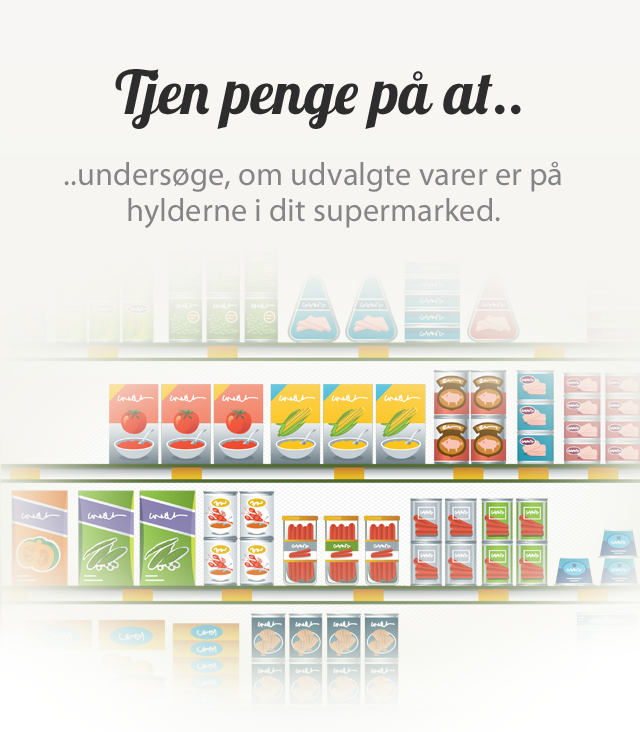 Tjen penge på at..
..undersøge, om udvalgte varer er på
hylderne i dit supermarked.